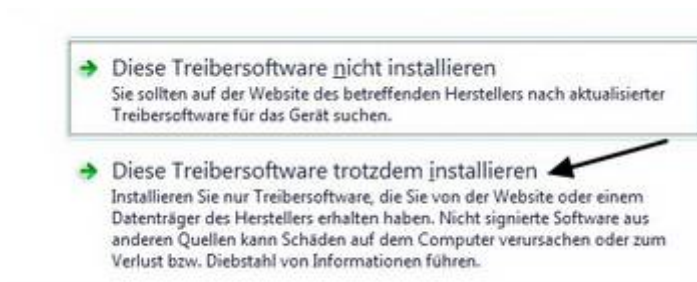 Diese Treibersoftware nicht installieren
Sie sollten auf der Website des betreffenden Herstellers nach aktualisierter
Treibersoftware für das Gerät suchen.
Diese Treibersoftware trotzdem installieren
Installieren Sie nur Treibersoftware, die Sie von der Website oder einem
Datenträger des Herstellers erhalten haben. Nicht signierte Software aus
anderen Quellen kann Schäden auf dem Computer verursachen oder zum
Verlust bzw. Diebstahl von Informationen führen.